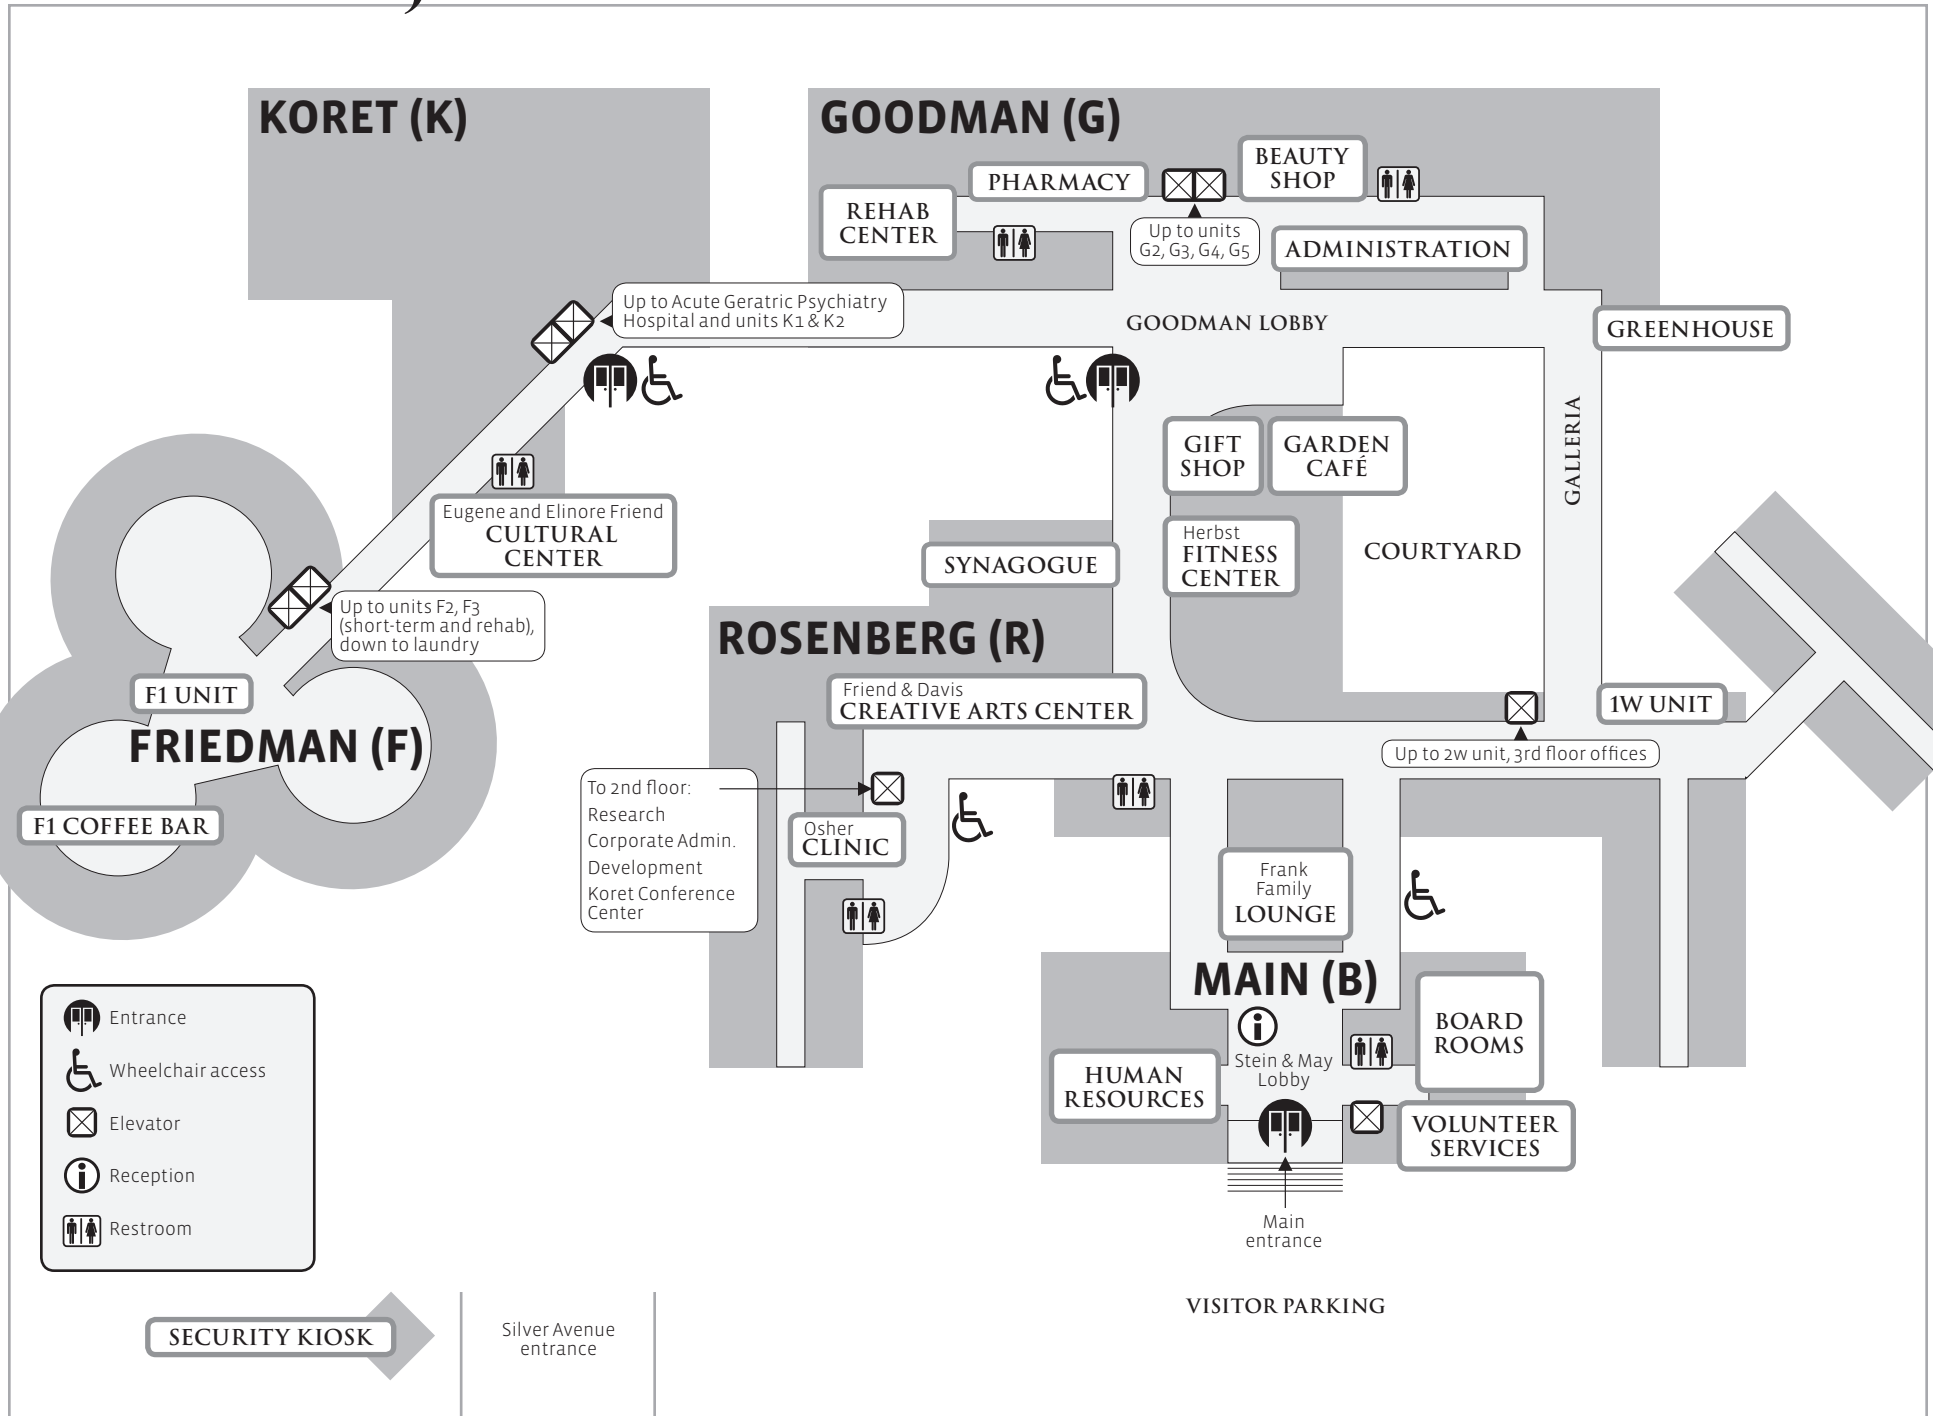 KORET (K)
GOODMAN (G)
BEAUTY
SHOP
PHARMACY
REHAB
CENTER
Up to units
G2, G3, G4, G5
ADMINISTRATION
Up to Acute Geratric Psychiatry
Hospital and units K1 & K2
GOODMAN LOBBY
GREENHOUSE
GALLERIA
GIFT
SHOP
GARDEN
CAFÉ
Eugene and Elinore Friend
CULTURAL
CENTER
Herbst
FITNESS
CENTER
COURTYARD
SYNAGOGUE
Up to units F2, F3
(short-term and rehab),
down to laundry
ROSENBERG (R)
F1 UNIT
Friend & Davis
CREATIVE ARTS CENTER
1W UNIT
FRIEDMAN (F)
Up to 2w unit, 3rd floor offices
To 2nd floor:
Research
Corporate Admin.
Development
Koret Conference
Center
F1 COFFEE BAR
Osher
CLINIC
Frank
Family
LOUNGE
MAIN (B)
BOARD
ROOMS
Stein & May
Lobby
HUMAN
RESOURCES
VOLUNTEER
SERVICES
Entrance
Wheelchair access
Elevator
Reception
Restroom
Main
entrance
VISITOR PARKING
SECURITY KIOSK
Silver Avenue
entrance